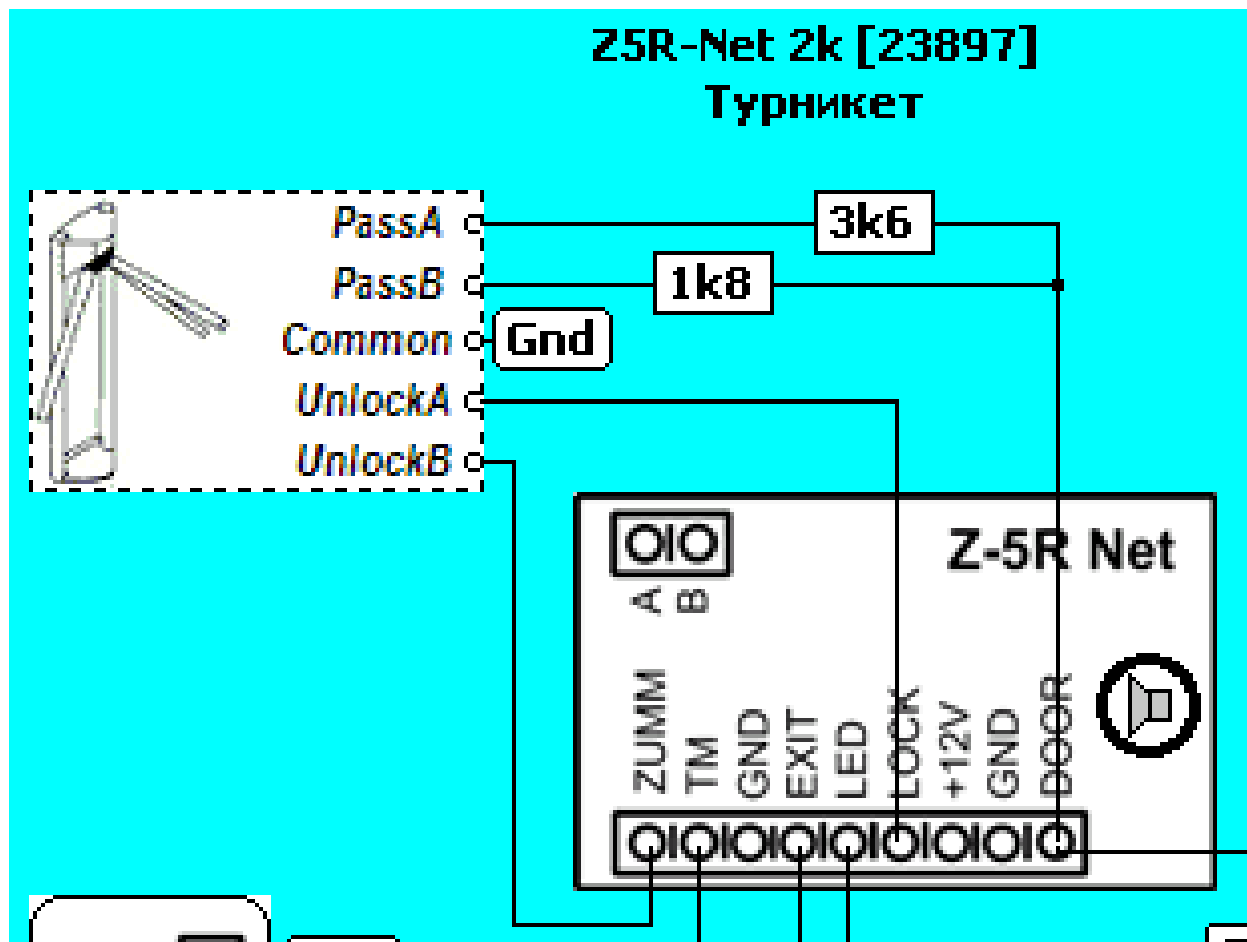 Z5R-Net 2k [23897]
Турникет
PassA
3k6
PassB
1k8
Common
Gnd
UnlockA
UnlockB
Z-5R Net
A
B
ZUMM
TM
GND
EXIT
LED
LOCK
+12V
GND
DOOR